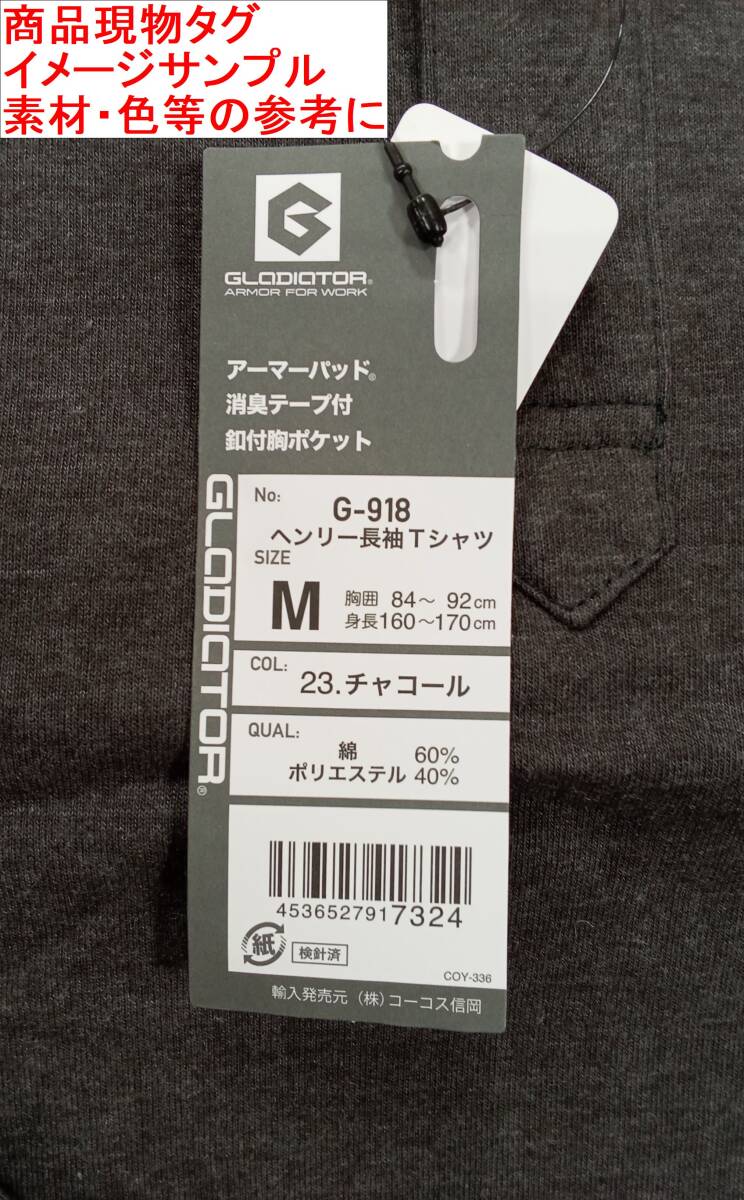 商品現物タグ
イメージサンプル
素材・色等の参考に
G
GLADIATOR®
ARMOR FOR WORK
アーマーパッド®
消臭テープ付
釦付胸ポケット
GLADIATOR®
No:
G-918
ヘンリー長袖Tシャツ
SIZE
M
胸囲 84～ 92cm
身長160～170cm
COL:
23.チャコール
QUAL:
綿 60%
ポリエステル 40%
4536527917324
紙
検針済
COY-336
輸入発売元 (株)コーコス信岡